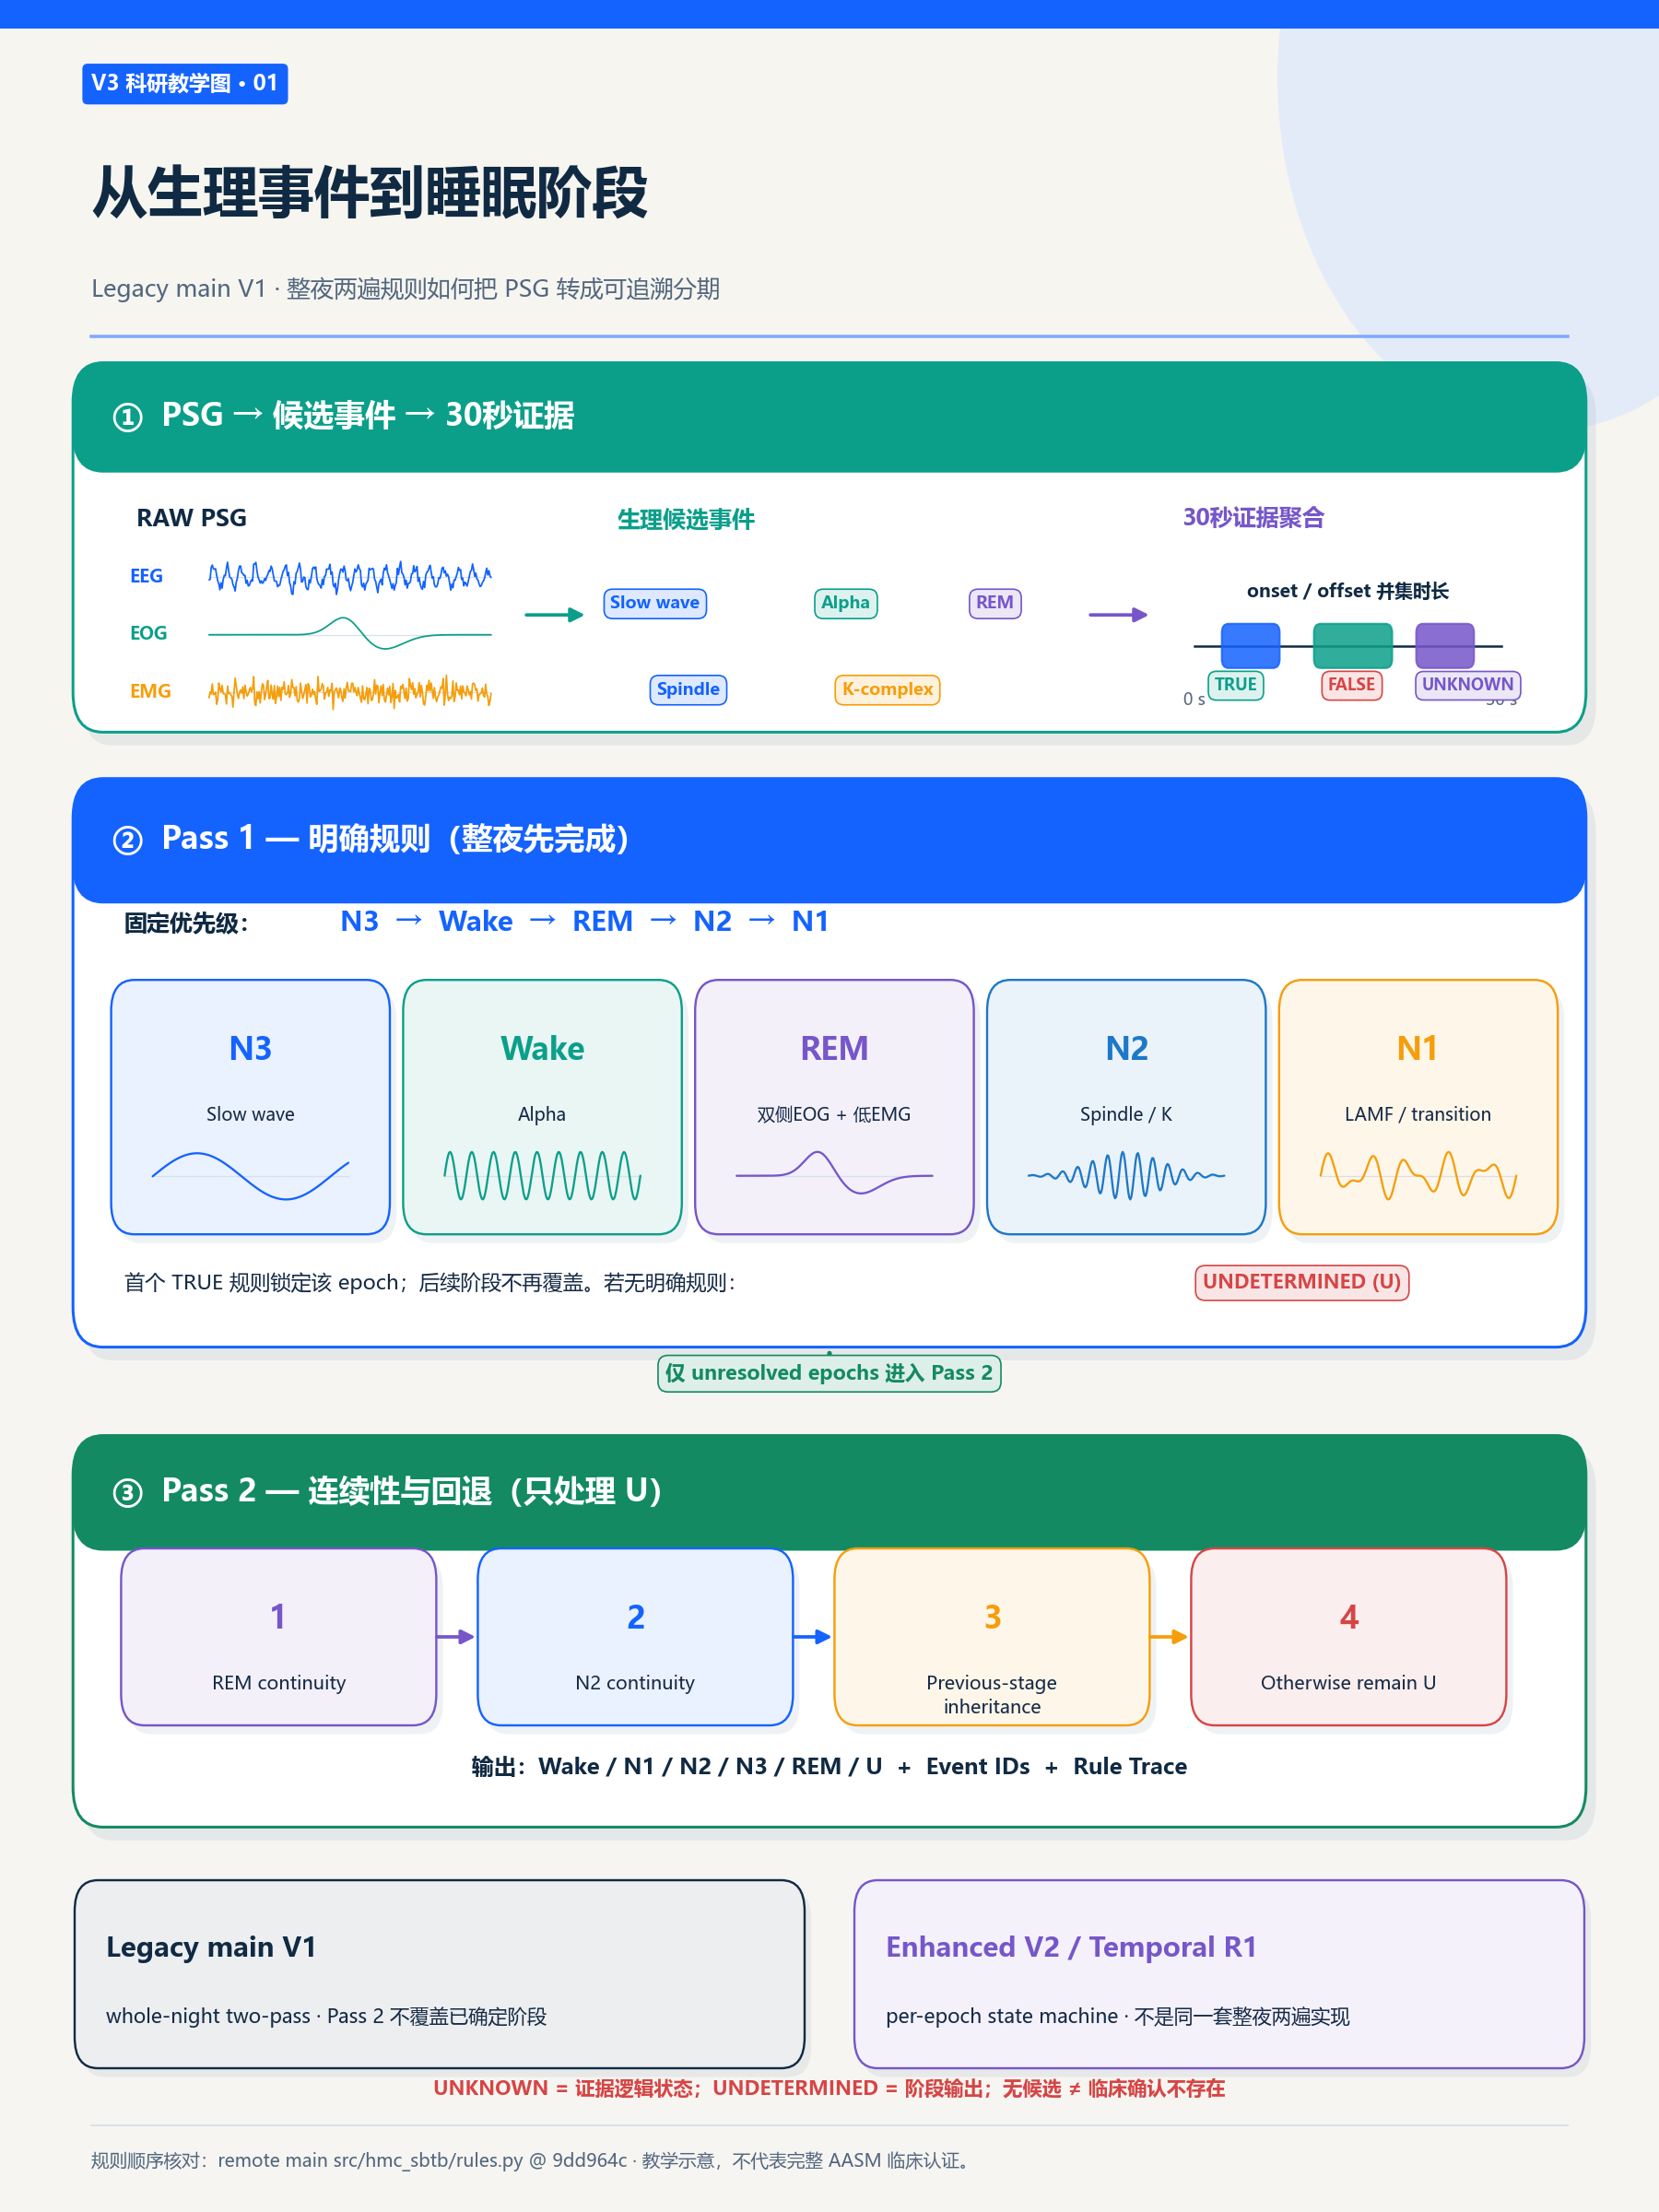 V3 科研教学图 • 01
从生理事件到睡眠阶段
Legacy main V1 · 整夜两遍规则如何把 PSG 转成可追溯分期
① PSG → 候选事件 → 30秒证据
RAW PSG
EEG
EOG
EMG
生理候选事件
Slow wave
Alpha
REM
Spindle
K-complex
30秒证据聚合
onset / offset 并集时长
TRUE
FALSE
UNKNOWN
0 s
② Pass 1 — 明确规则（整夜先完成）
固定优先级： N3 → Wake → REM → N2 → N1
N3
Slow wave
Wake
Alpha
REM
双侧EOG + 低EMG
N2
Spindle / K
N1
LAMF / transition
首个 TRUE 规则锁定该 epoch；后续阶段不再覆盖。若无明确规则：
UNDETERMINED (U)
仅 unresolved epochs 进入 Pass 2
③ Pass 2 — 连续性与回退（只处理 U）
1
REM continuity
2
N2 continuity
3
Previous-stage
inheritance
4
Otherwise remain U
输出：Wake / N1 / N2 / N3 / REM / U + Event IDs + Rule Trace
Legacy main V1
whole-night two-pass · Pass 2 不覆盖已确定阶段
Enhanced V2 / Temporal R1
per-epoch state machine · 不是同一套整夜两遍实现
UNKNOWN = 证据逻辑状态；UNDETERMINED = 阶段输出；无候选 ≠ 临床确认不存在
规则顺序核对：remote main src/hmc_sbtb/rules.py @ 9dd964c · 教学示意，不代表完整 AASM 临床认证。